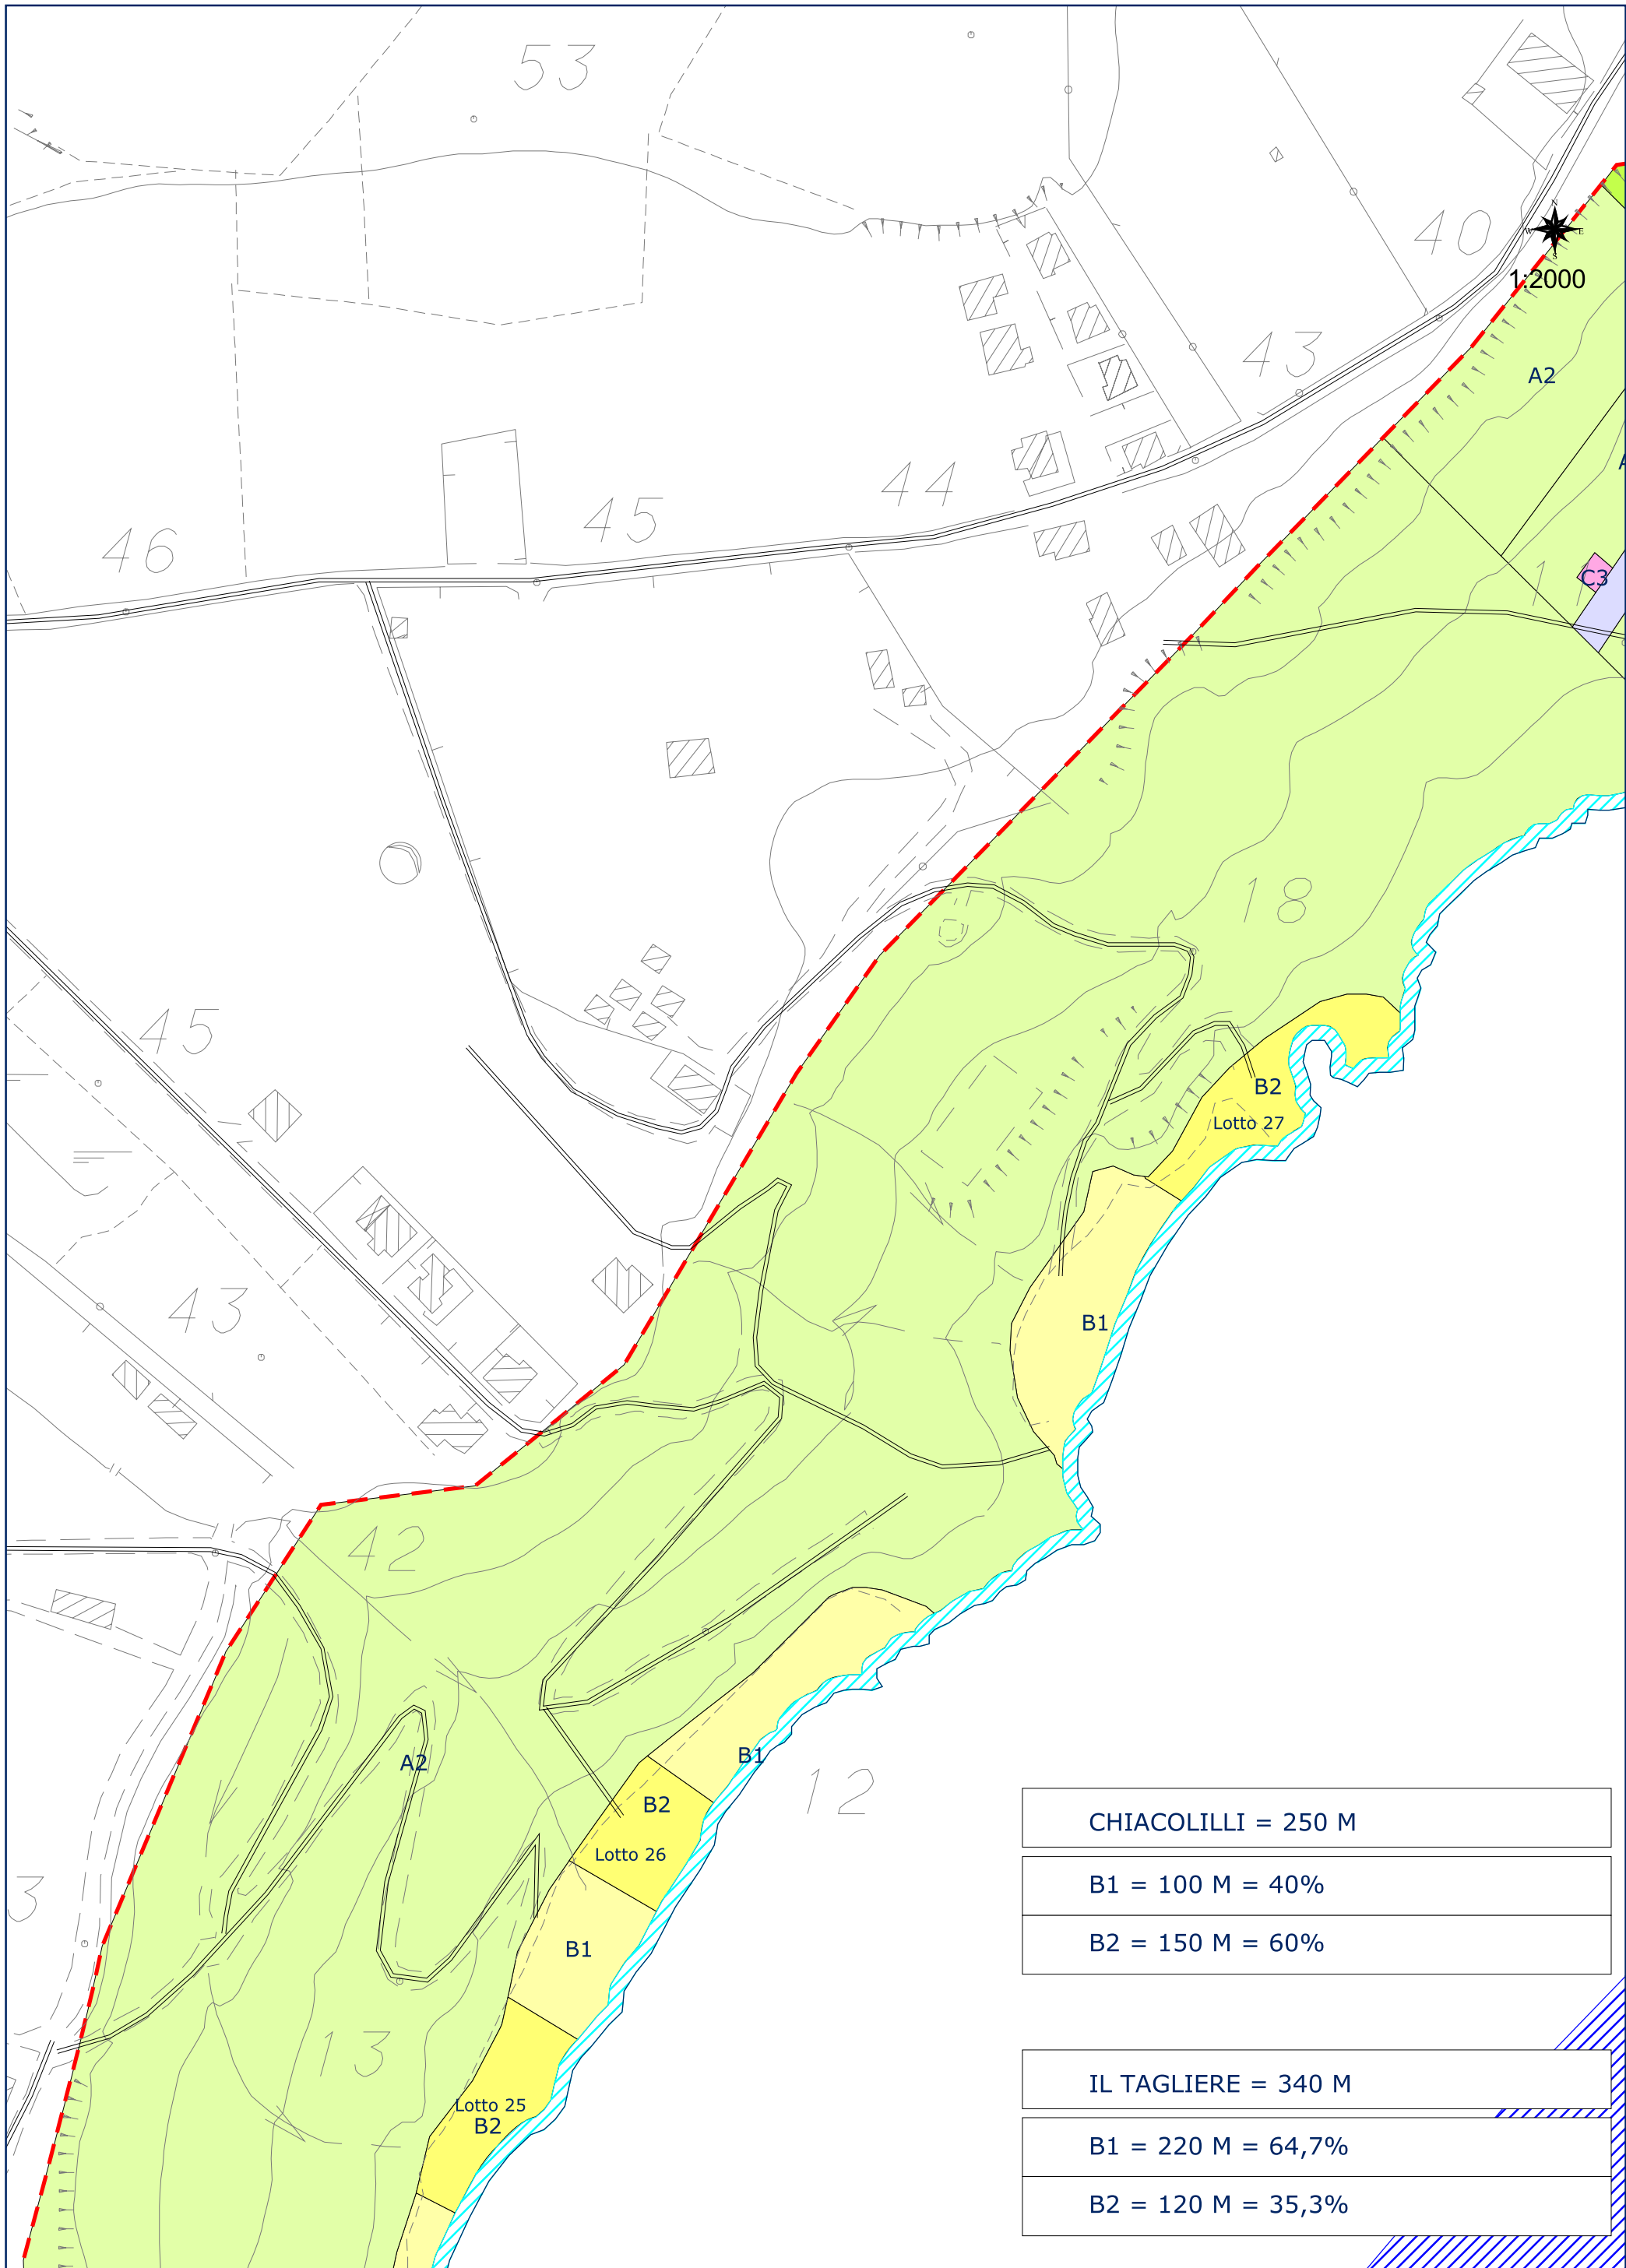 53
40
N
W E
S
1:2000
43
A2
44
45
46
C3
18
45
B2
Lotto 27
43
B1
42
A2
B1
12
B2
CHIACOLILLI = 250 M
Lotto 26
B1 = 100 M = 40%
3
B1
B2 = 150 M = 60%
13
IL TAGLIERE = 340 M
Lotto 25
B2
B1 = 220 M = 64,7%
B2 = 120 M = 35,3%